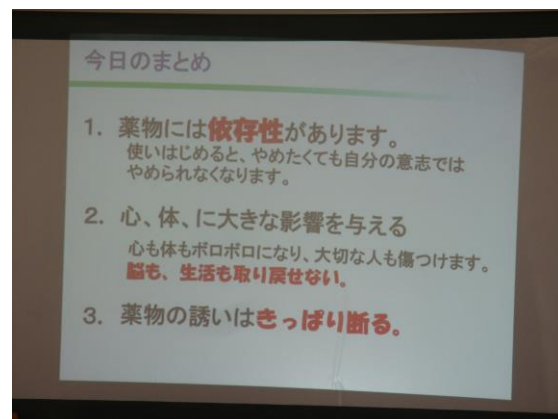 今日のまとめ
1. 薬物には依存性があります。
使いはじめると、やめたくても自分の意志では
やめられなくなります。
2. 心、体、に大きな影響を与える
心も体もボロボロになり、大切な人も傷つけます。
脳も、生活も取り戻せない。
3. 薬物の誘いはきっぱり断る。